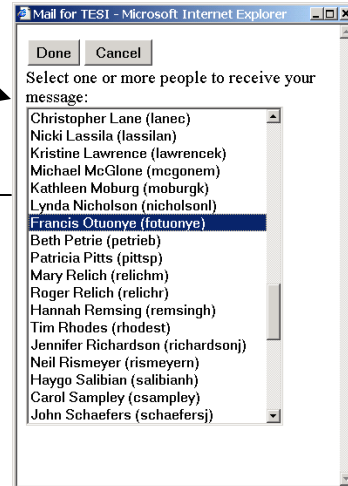 Mail for TESI - Microsoft Internet Explorer
Done Cancel
Select one or more people to receive your
message:
Christopher Lane (lanec)
Nicki Lassila (lassilan)
Kristine Lawrence (lawrencek)
Michael McGlone (mcgonem)
Kathleen Moburg (moburgk)
Lynda Nicholson (nicholsonl)
Francis Otuonye (fotuonye)
Beth Petrie (petrieb)
Patricia Pitts (pittsp)
Mary Relich (relichm)
Roger Relich (relichr)
Hannah Remsing (remsingh)
Tim Rhodes (rhodest)
Jennifer Richardson (richardsonj)
Neil Rismeyer (rismeyern)
Haygo Salibian (salibianh)
Carol Sampley (csampley)
John Schaefers (schaefersj)